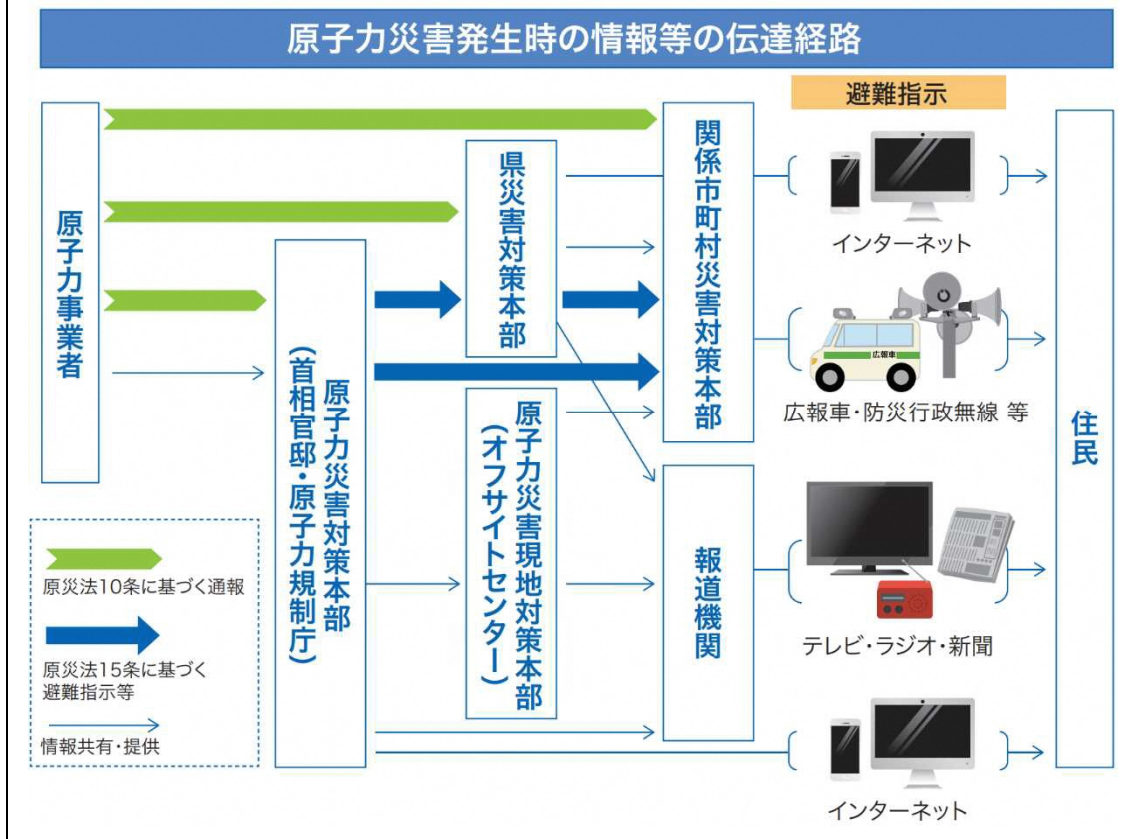 原子力災害発生時の情報等の伝達経路
避難指示
原子力事業者
原子力災害対策本部
(首相官邸・原子力規制庁)
県災害対策本部
原子力災害現地対策本部
(オフサイトセンター)
関係市町村災害対策本部
報道機関
インターネット
広報車
広報車・防災行政無線 等
テレビ・ラジオ・新聞
インターネット
住民
原災法10条に基づく通報
原災法15条に基づく
避難指示等
情報共有・提供